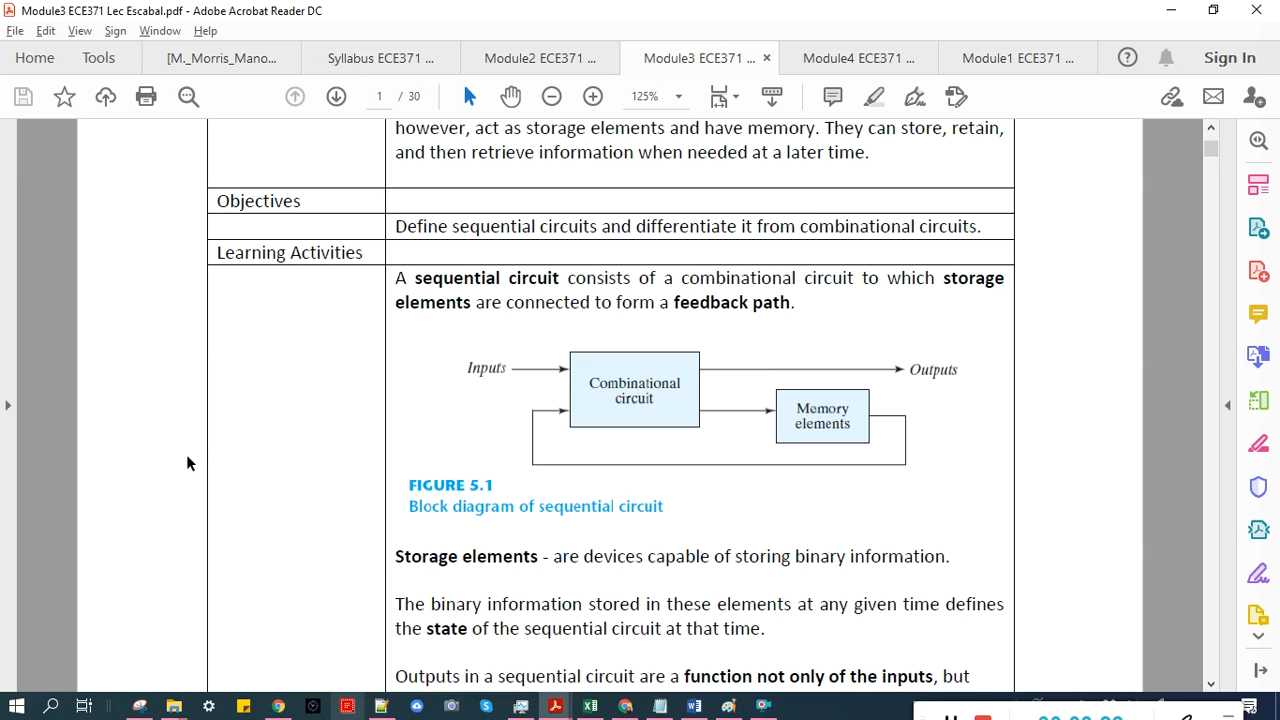 Module3 ECE371 Lec Escabal.pdf - Adobe Acrobat Reader DC
File Edit View Sign Window Help
Home Tools [M._Morris_Mano... Syllabus ECE371 ... Module2 ECE371 ... Module3 ECE371 ... Module4 ECE371 ... Module1 ECE371 ... Sign In
1 / 30 125%
however, act as storage elements and have memory. They can store, retain,
and then retrieve information when needed at a later time.
Objectives
Define sequential circuits and differentiate it from combinational circuits.
Learning Activities
A sequential circuit consists of a combinational circuit to which storage
elements are connected to form a feedback path.
Inputs
Combinational
circuit
Outputs
Memory
elements
FIGURE 5.1
Block diagram of sequential circuit
Storage elements - are devices capable of storing binary information.
The binary information stored in these elements at any given time defines
the state of the sequential circuit at that time.
Outputs in a sequential circuit are a function not only of the inputs, but